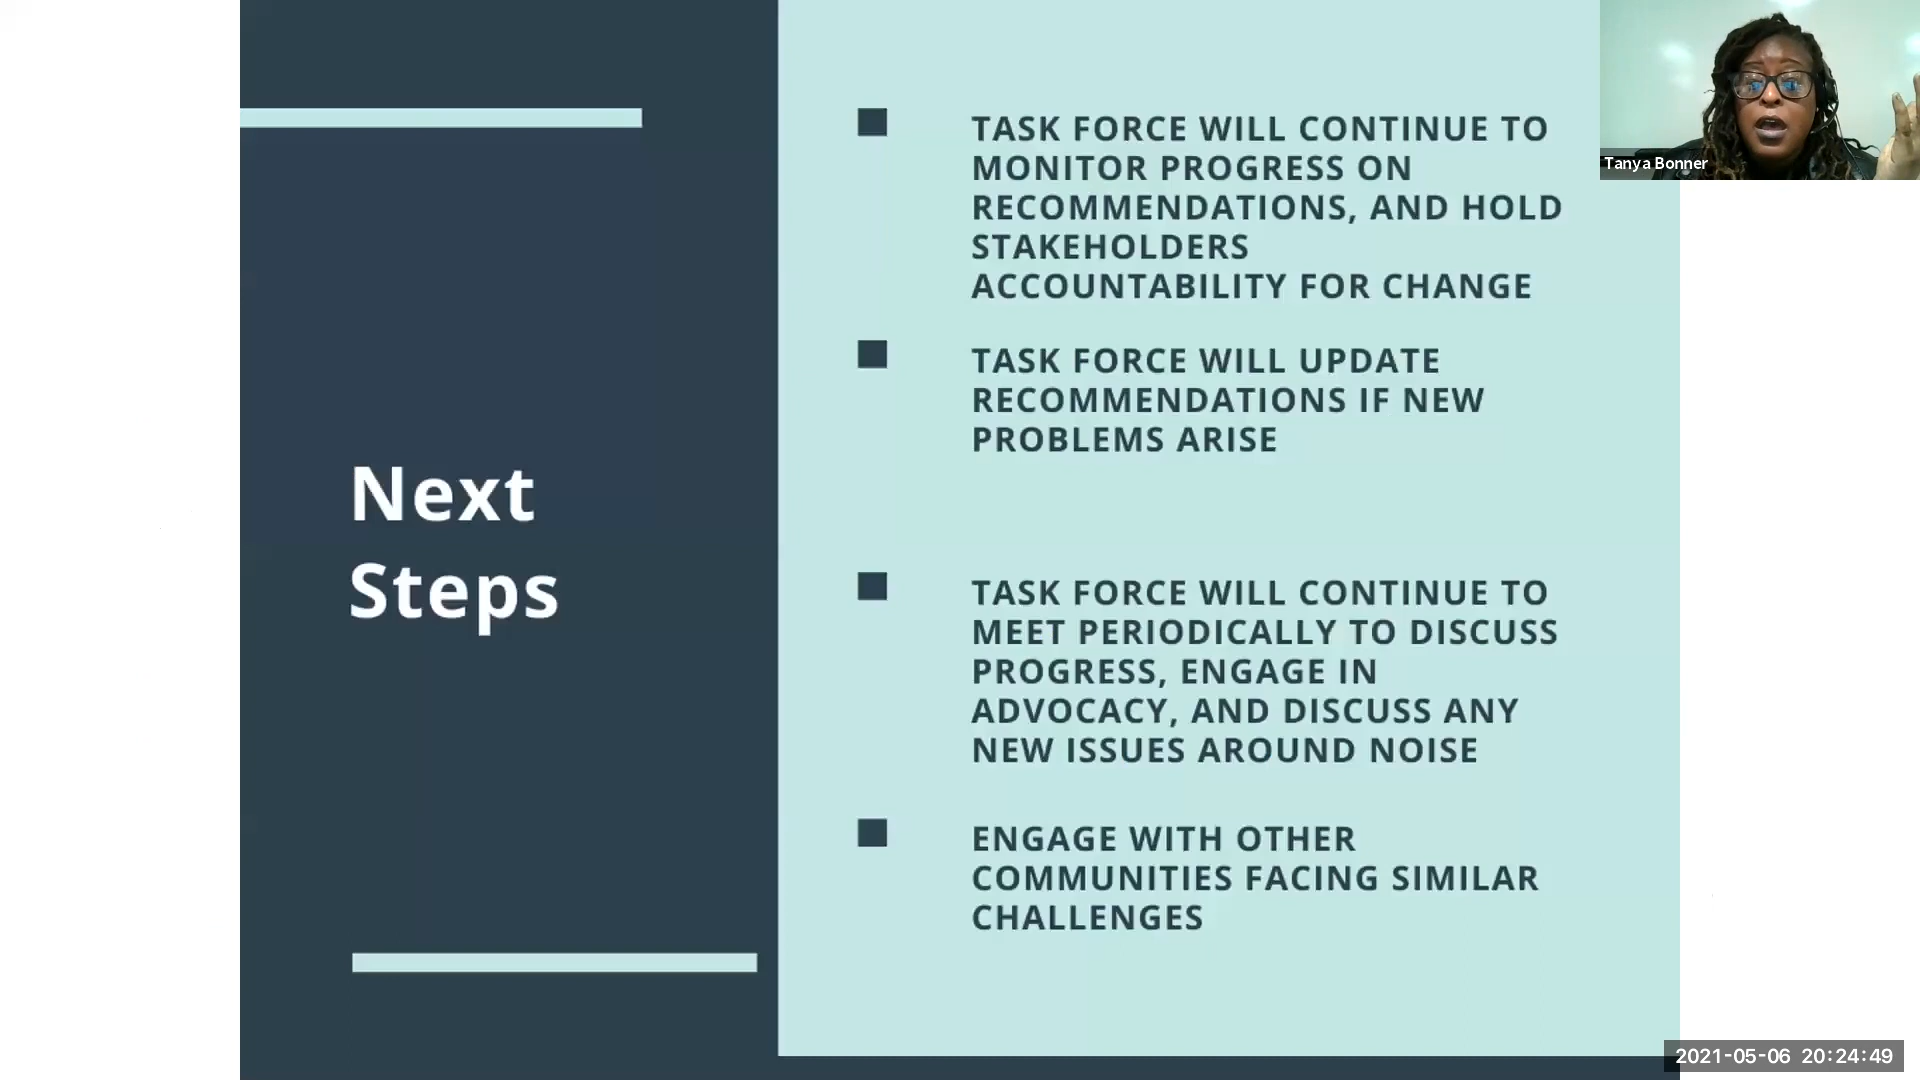 Next
Steps
TASK FORCE WILL CONTINUE TO
MONITOR PROGRESS ON
RECOMMENDATIONS, AND HOLD
STAKEHOLDERS
ACCOUNTABILITY FOR CHANGE
TASK FORCE WILL UPDATE
RECOMMENDATIONS IF NEW
PROBLEMS ARISE
TASK FORCE WILL CONTINUE TO
MEET PERIODICALLY TO DISCUSS
PROGRESS, ENGAGE IN
ADVOCACY, AND DISCUSS ANY
NEW ISSUES AROUND NOISE
ENGAGE WITH OTHER
COMMUNITIES FACING SIMILAR
CHALLENGES
Tanya Bonner
2021-05-06 20:24:49